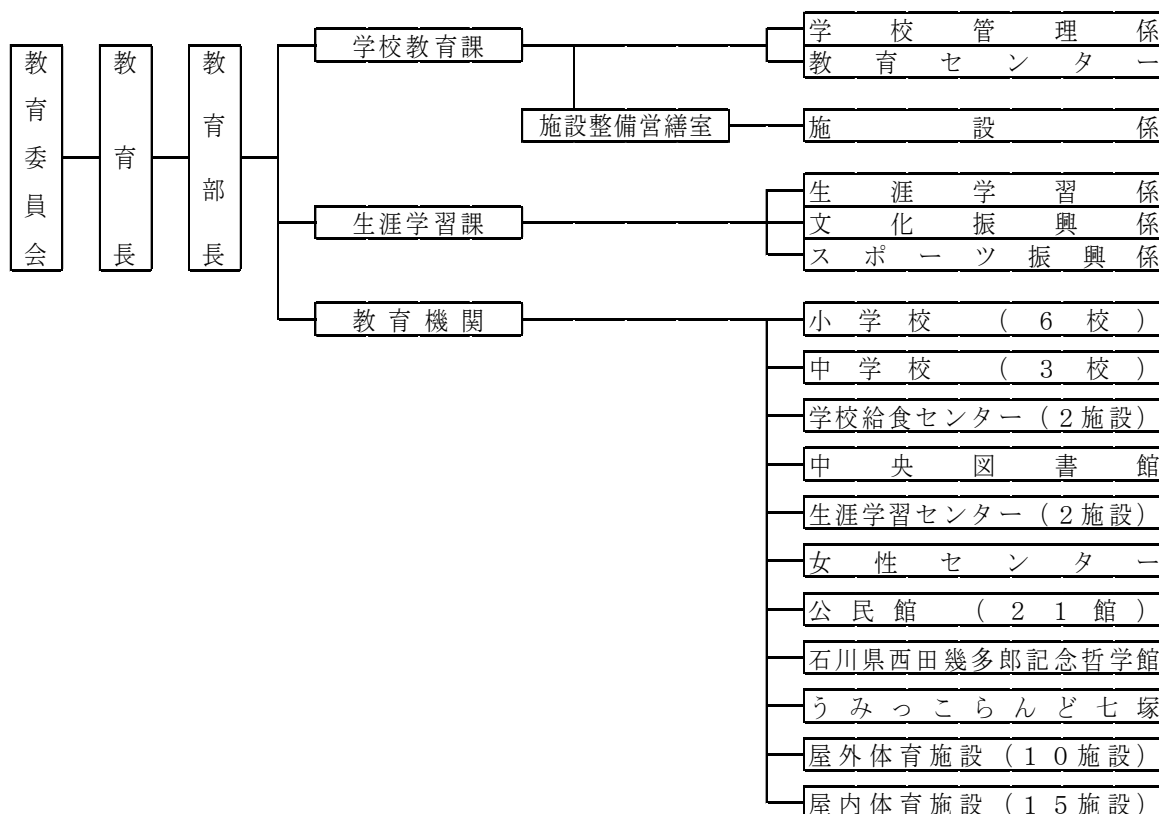 教育委員会
教育長
教育部長
学校教育課
学校管理係
教育センター
施設整備営繕室
施設係
生涯学習課
生涯学習係
文化振興係
スポーツ振興係
教育機関
小学校（６校）
中学校（３校）
学校給食センター（２施設）
中央図書館
生涯学習センター（２施設）
女性センター
公民館（２１館）
石川県西田幾多郎記念哲学館
うみっこらんど七塚
屋外体育施設（１０施設）
屋内体育施設（１５施設）